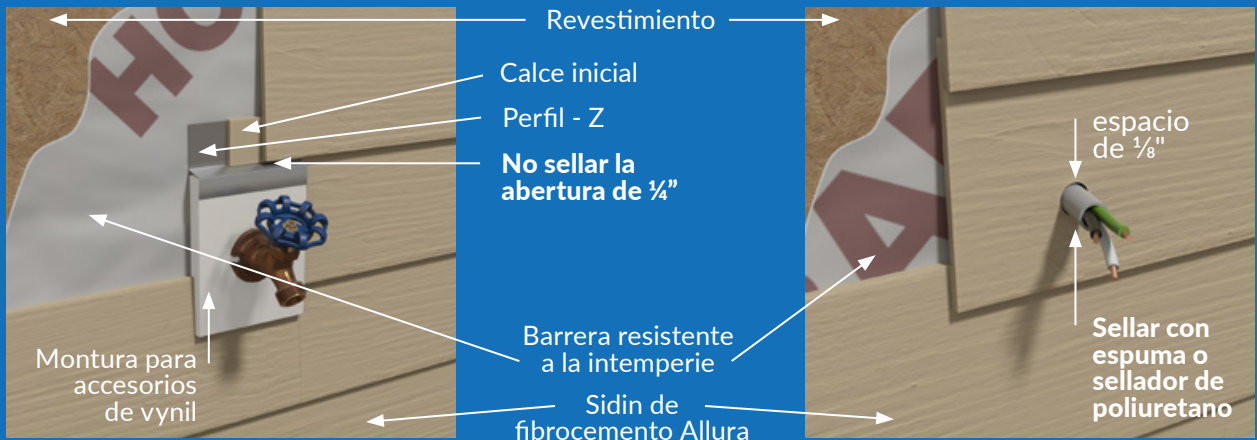 Revestimiento
Calce inicial
Perfil - Z
No sellar la
abertura de ¼”
espacio
de ⅛"
Barrera resistente
a la intemperie
Montura para
accesorios
de vynil
Sidin de
fibrocemento Allura
Sellar con
espuma o
sellador de
poliuretano
HO
A